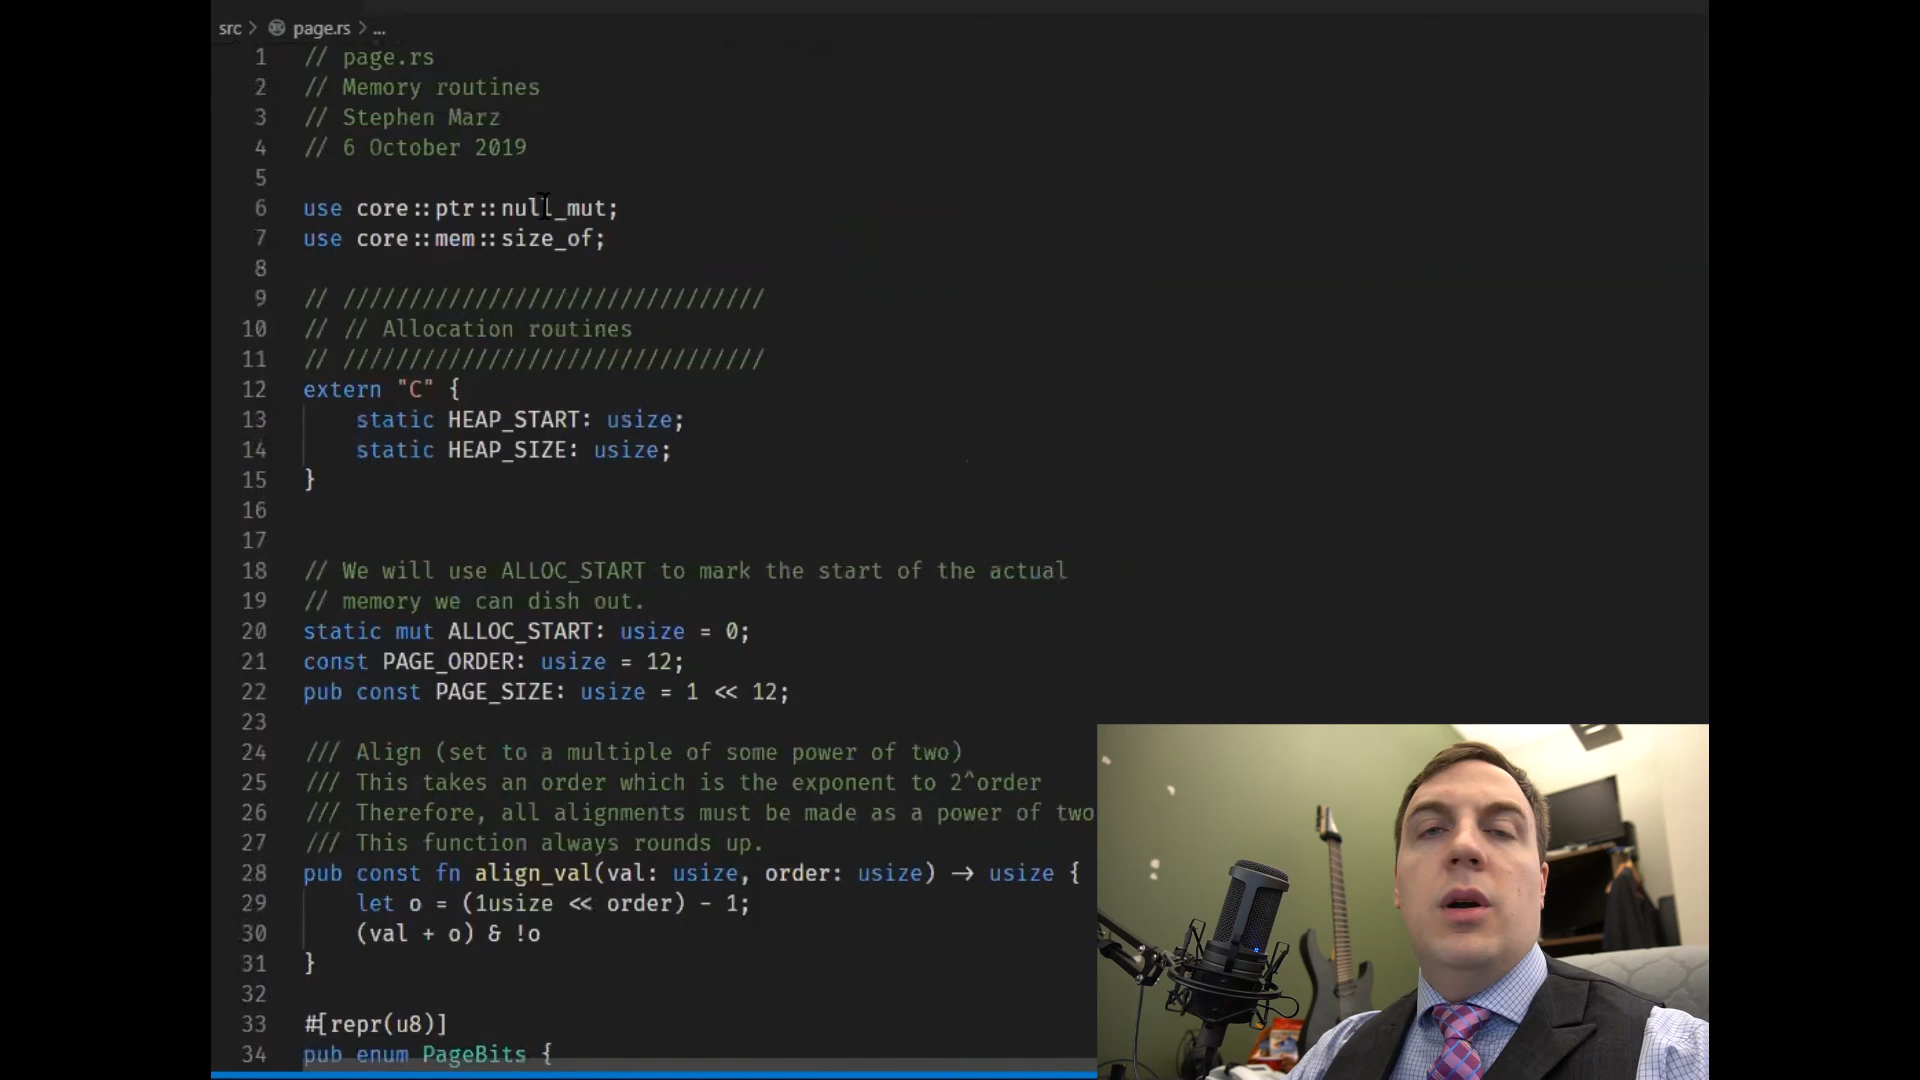 src > page.rs > ...
1 // page.rs
2 // Memory routines
3 // Stephen Marz
4 // 6 October 2019
5
6 use core::ptr::null_mut;
7 use core::mem::size_of;
8
9 // ////////////////////////////////
10 // // Allocation routines
11 // ////////////////////////////////
12 extern "C" {
13 static HEAP_START: usize;
14 static HEAP_SIZE: usize;
15 }
16
17
18 // We will use ALLOC_START to mark the start of the actual
19 // memory we can dish out.
20 static mut ALLOC_START: usize = 0;
21 const PAGE_ORDER: usize = 12;
22 pub const PAGE_SIZE: usize = 1 << 12;
23
24 /// Align (set to a multiple of some power of two)
25 /// This takes an order which is the exponent to 2^order
26 /// Therefore, all alignments must be made as a power of two
27 /// This function always rounds up.
28 pub const fn align_val(val: usize, order: usize) -> usize {
29 let o = (1usize << order) - 1;
30 (val + o) & !o
31 }
32
33 #[repr(u8)]
34 pub enum PageBits {